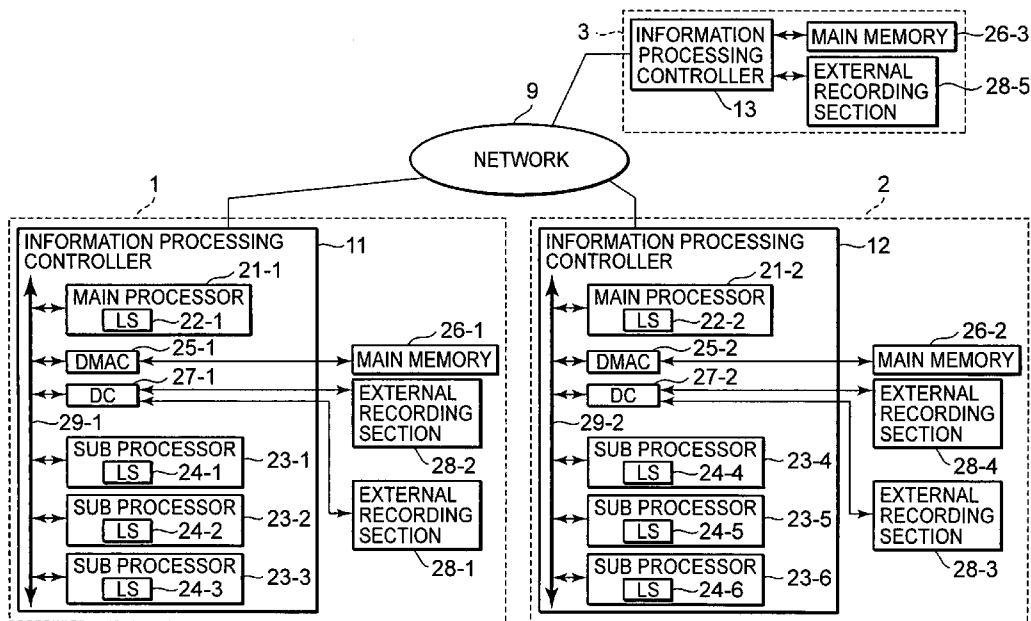 3
INFORMATION
PROCESSING
CONTROLLER
13
MAIN MEMORY
26-3
EXTERNAL
RECORDING
SECTION
28-5
9
NETWORK
1
INFORMATION PROCESSING
CONTROLLER
11
21-1
MAIN PROCESSOR
LS
22-1
25-1
DMAC
27-1
DC
29-1
26-1
MAIN MEMORY
EXTERNAL
RECORDING
SECTION
28-2
SUB PROCESSOR
LS
24-1
23-1
SUB PROCESSOR
LS
24-2
23-2
SUB PROCESSOR
LS
24-3
23-3
EXTERNAL
RECORDING
SECTION
28-1
2
INFORMATION PROCESSING
CONTROLLER
12
21-2
MAIN PROCESSOR
LS
22-2
25-2
DMAC
27-2
DC
29-2
26-2
MAIN MEMORY
EXTERNAL
RECORDING
SECTION
28-4
SUB PROCESSOR
LS
24-4
23-4
SUB PROCESSOR
LS
24-5
23-5
SUB PROCESSOR
LS
24-6
23-6
EXTERNAL
RECORDING
SECTION
28-3